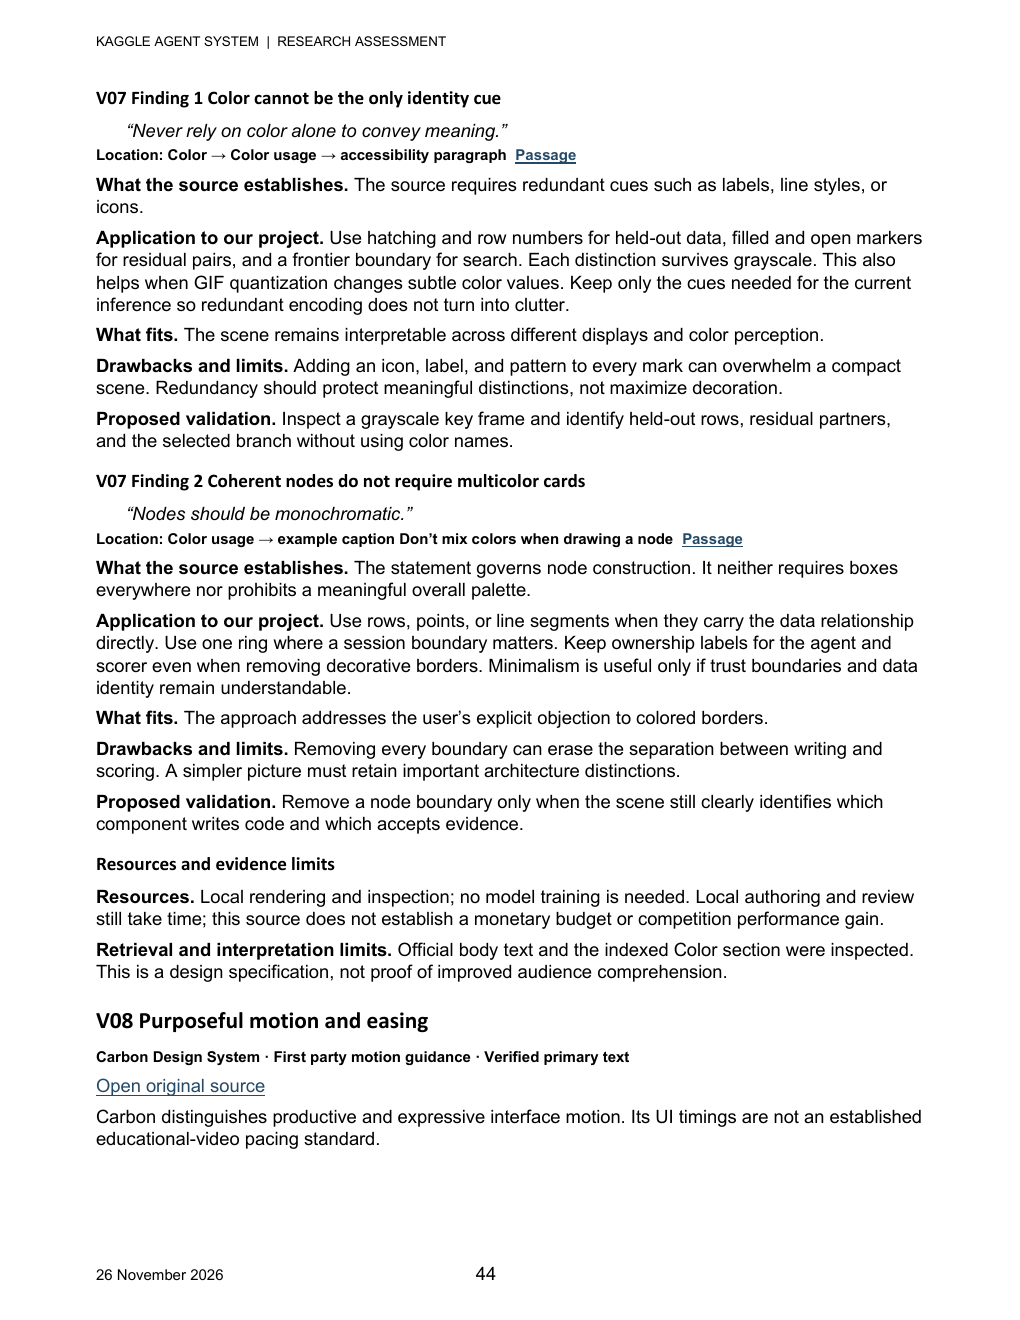 KAGGLE AGENT SYSTEM | RESEARCH ASSESSMENT
V07 Finding 1 Color cannot be the only identity cue
“Never rely on color alone to convey meaning.”
Location: Color → Color usage → accessibility paragraph Passage
What the source establishes. The source requires redundant cues such as labels, line styles, or
icons.
Application to our project. Use hatching and row numbers for held-out data, filled and open markers
for residual pairs, and a frontier boundary for search. Each distinction survives grayscale. This also
helps when GIF quantization changes subtle color values. Keep only the cues needed for the current
inference so redundant encoding does not turn into clutter.
What fits. The scene remains interpretable across different displays and color perception.
Drawbacks and limits. Adding an icon, label, and pattern to every mark can overwhelm a compact
scene. Redundancy should protect meaningful distinctions, not maximize decoration.
Proposed validation. Inspect a grayscale key frame and identify held-out rows, residual partners,
and the selected branch without using color names.
V07 Finding 2 Coherent nodes do not require multicolor cards
“Nodes should be monochromatic.”
Location: Color usage → example caption Don’t mix colors when drawing a node Passage
What the source establishes. The statement governs node construction. It neither requires boxes
everywhere nor prohibits a meaningful overall palette.
Application to our project. Use rows, points, or line segments when they carry the data relationship
directly. Use one ring where a session boundary matters. Keep ownership labels for the agent and
scorer even when removing decorative borders. Minimalism is useful only if trust boundaries and data
identity remain understandable.
What fits. The approach addresses the user’s explicit objection to colored borders.
Drawbacks and limits. Removing every boundary can erase the separation between writing and
scoring. A simpler picture must retain important architecture distinctions.
Proposed validation. Remove a node boundary only when the scene still clearly identifies which
component writes code and which accepts evidence.
Resources and evidence limits
Resources. Local rendering and inspection; no model training is needed. Local authoring and review
still take time; this source does not establish a monetary budget or competition performance gain.
Retrieval and interpretation limits. Official body text and the indexed Color section were inspected.
This is a design specification, not proof of improved audience comprehension.
V08 Purposeful motion and easing
Carbon Design System · First party motion guidance · Verified primary text
Open original source
Carbon distinguishes productive and expressive interface motion. Its UI timings are not an established
educational-video pacing standard.
26 November 2026
44